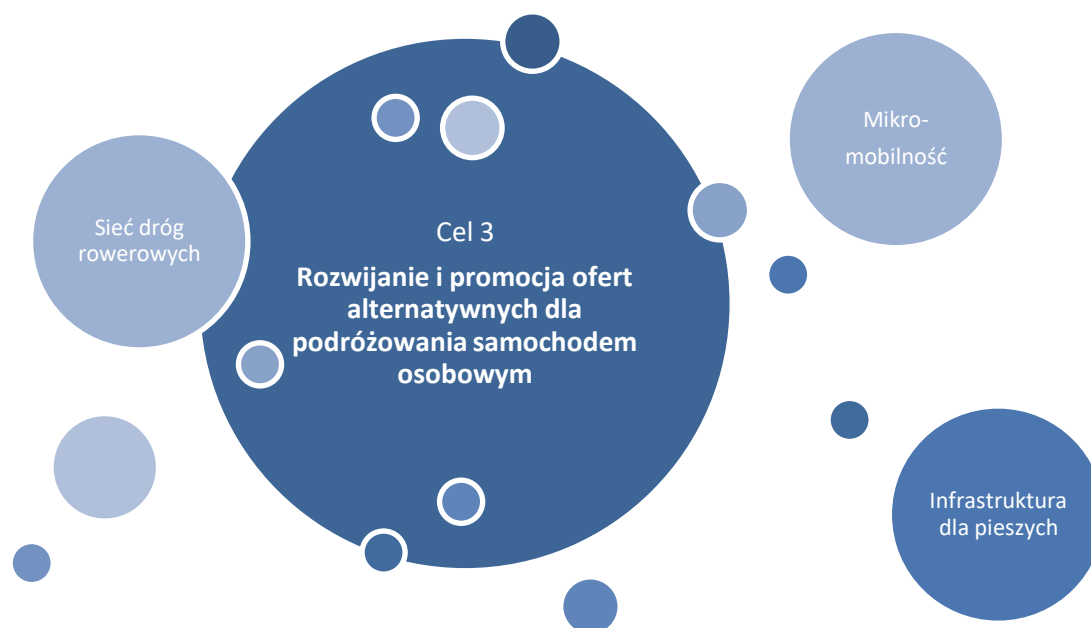 Cel 3
Rozwijanie i promocja ofert
alternatywnych dla
podróżowania samochodem
osobowym
Sieć dróg
rowerowych
Mikro-
mobilność
Infrastruktura
dla pieszych